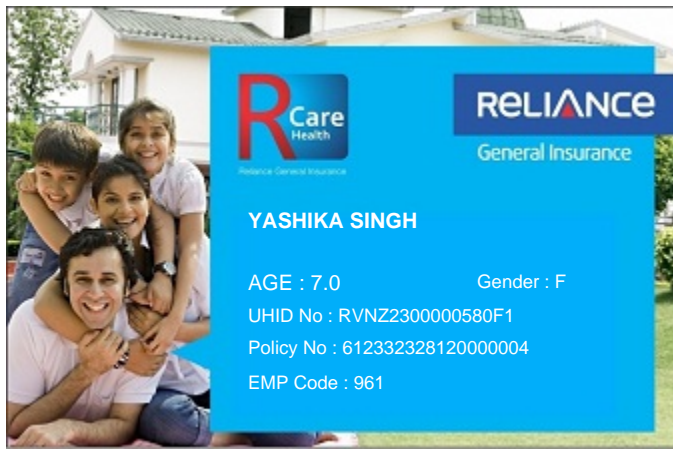 R Care
Health
Reliance General Insurance
RELIANCE
General Insurance
YASHIKA SINGH
AGE : 7.0 Gender : F
UHID No : RVNZ2300000580F1
Policy No : 612332328120000004
EMP Code : 961